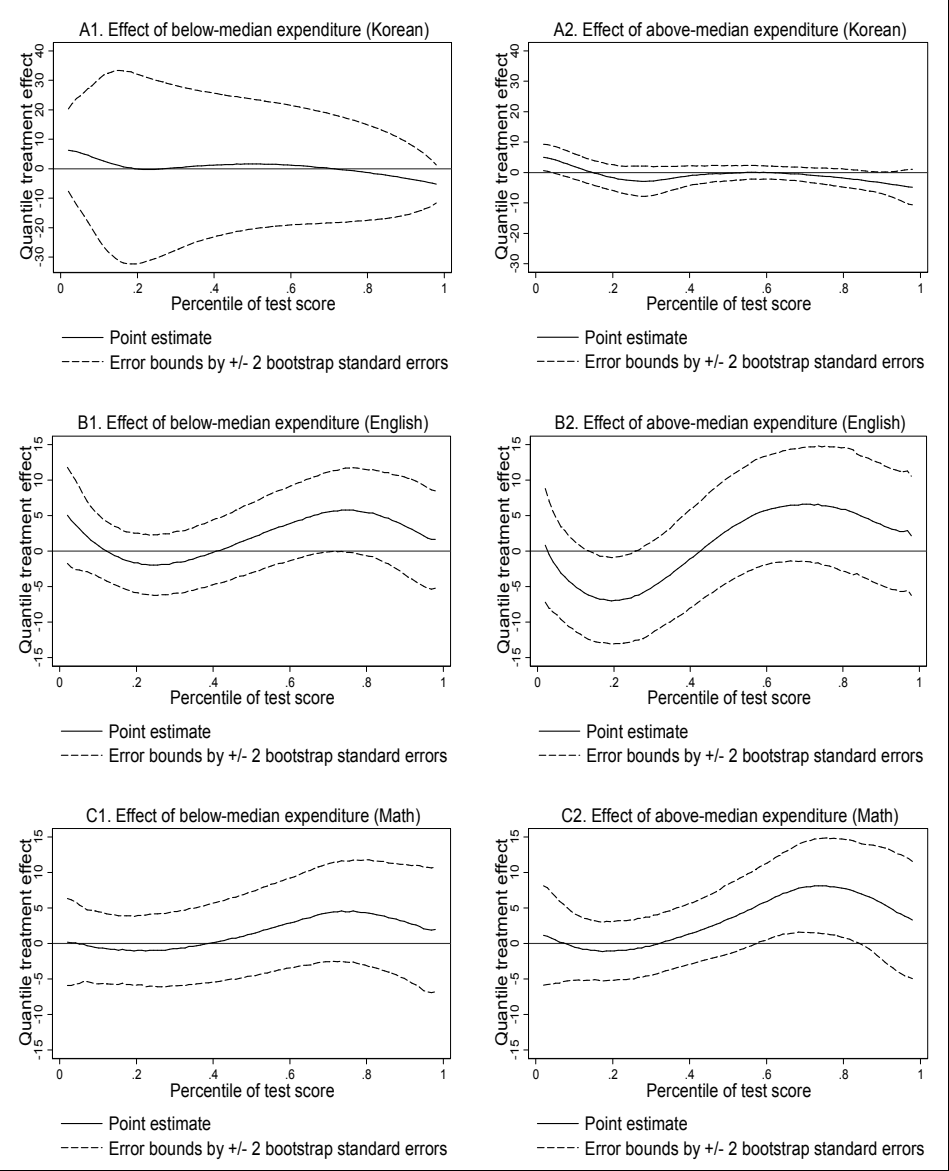 A1. Effect of below-median expenditure (Korean)
Quantile treatment effect
40
30
20
10
0
-10
-20
-30
0 .2 .4 .6 .8 1
Percentile of test score
Point estimate
Error bounds by +/- 2 bootstrap standard errors
A2. Effect of above-median expenditure (Korean)
Quantile treatment effect
40
30
20
10
0
-10
-20
-30
0 .2 .4 .6 .8 1
Percentile of test score
Point estimate
Error bounds by +/- 2 bootstrap standard errors
B1. Effect of below-median expenditure (English)
Quantile treatment effect
15
10
5
0
-5
-10
-15
0 .2 .4 .6 .8 1
Percentile of test score
Point estimate
Error bounds by +/- 2 bootstrap standard errors
B2. Effect of above-median expenditure (English)
Quantile treatment effect
15
10
5
0
-5
-10
-15
0 .2 .4 .6 .8 1
Percentile of test score
Point estimate
Error bounds by +/- 2 bootstrap standard errors
C1. Effect of below-median expenditure (Math)
Quantile treatment effect
15
10
5
0
-5
-10
-15
0 .2 .4 .6 .8 1
Percentile of test score
Point estimate
Error bounds by +/- 2 bootstrap standard errors
C2. Effect of above-median expenditure (Math)
Quantile treatment effect
15
10
5
0
-5
-10
-15
0 .2 .4 .6 .8 1
Percentile of test score
Point estimate
Error bounds by +/- 2 bootstrap standard errors